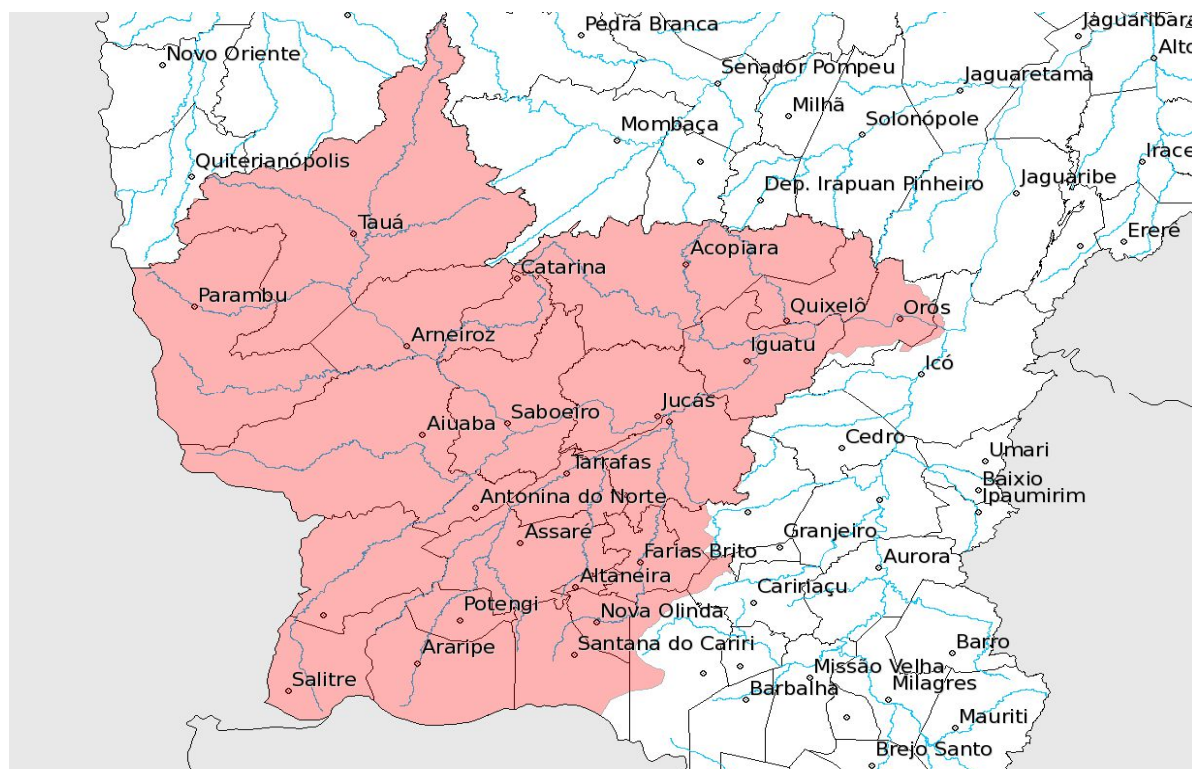 Pedra Branca
Jaguaribara
Novo Oriente
Alto
Senador Pompeu
Jaguaretama
Milhã
Solonópole
Mombaça
Quiterianópolis
Irace
Dep. Irapuan Pinheiro
Jaguaribe
Tauá
Ereré
Acopiara
Catarina
Parambu
Quixelô
Orós
Arneiroz
Iguatu
Icó
Jucás
Saboeiro
Aiuaba
Cedro
Umari
Tarrafas
Baixio
Antonina do Norte
Ipaumirim
Assaré
Granjeiro
Farias Brito
Aurora
Altaneira
Caririaçu
Potengi
Nova Olinda
Santana do Cariri
Barro
Araripe
Missão Velha
Salitre
Barbalha
Milagres
Mauriti
Brejo Santo